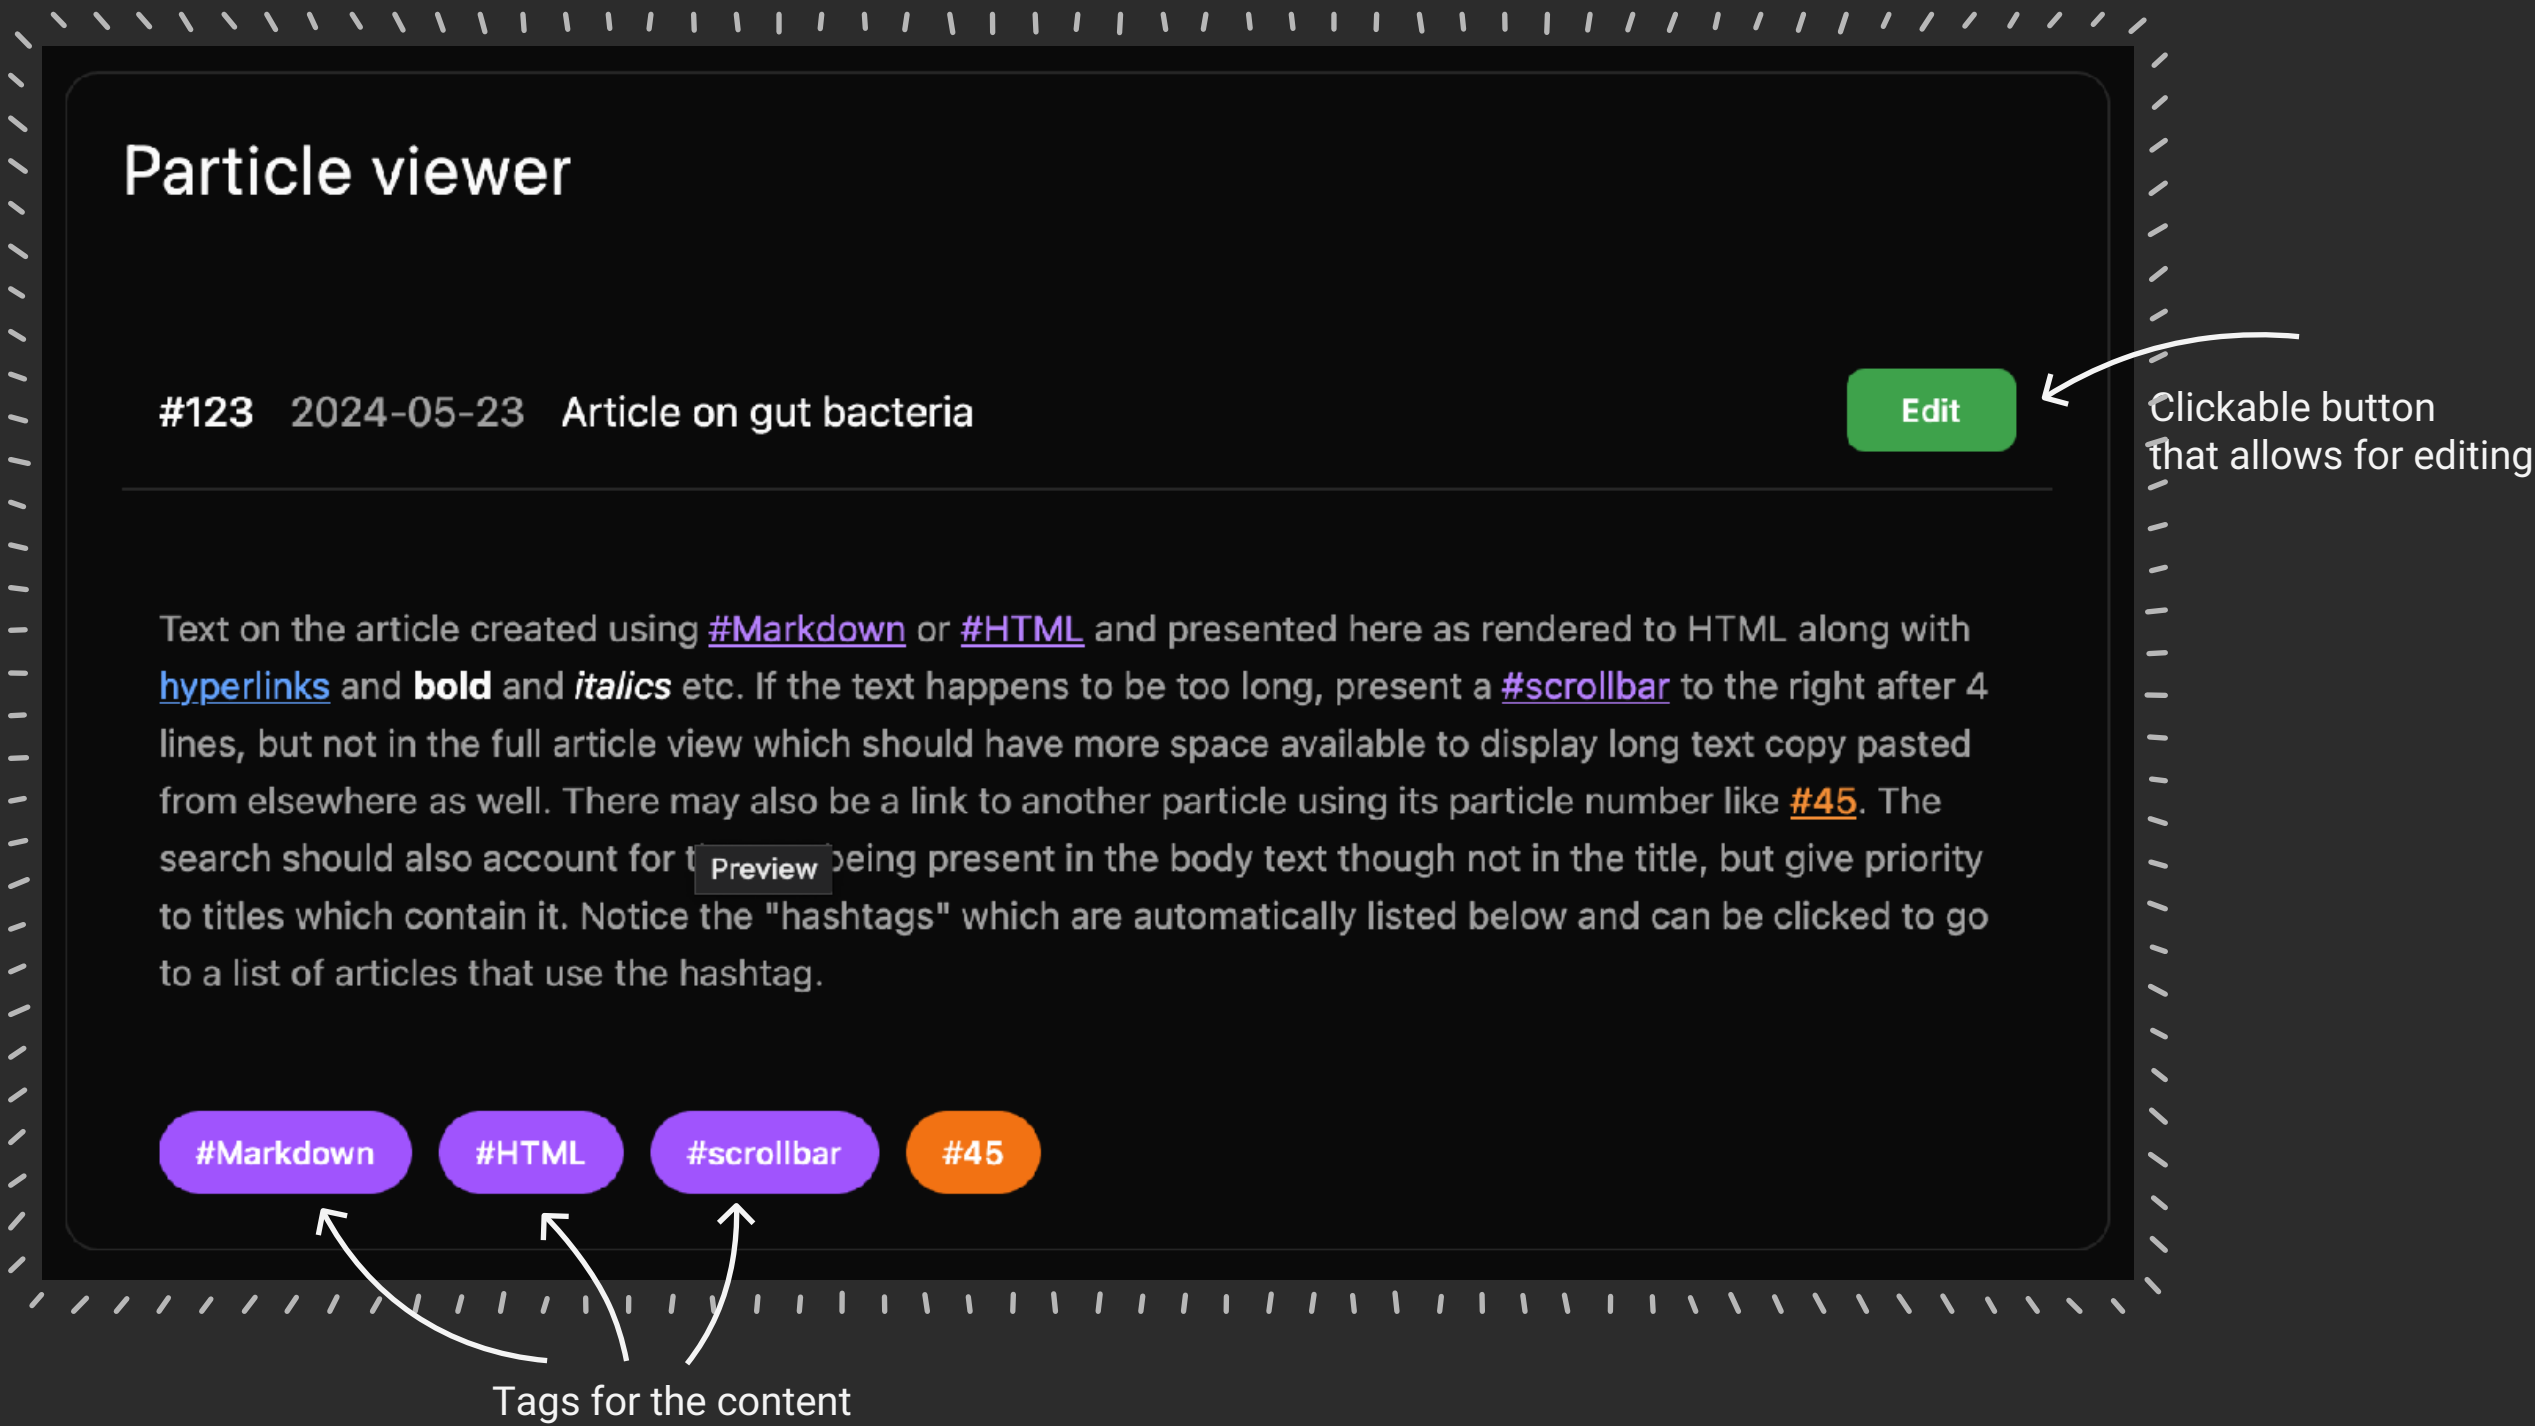 Particle viewer
#123 2024-05-23 Article on gut bacteria
Edit
Clickable button
that allows for editing
Text on the article created using #Markdown or #HTML and presented here as rendered to HTML along with
hyperlinks and bold and italics etc. If the text happens to be too long, present a #scrollbar to the right after 4
lines, but not in the full article view which should have more space available to display long text copy pasted
from elsewhere as well. There may also be a link to another particle using its particle number like #45. The
search should also account for being present in the body text though not in the title, but give priority
Preview
to titles which contain it. Notice the "hashtags" which are automatically listed below and can be clicked to go
to a list of articles that use the hashtag.
#Markdown #HTML #scrollbar #45
Tags for the content